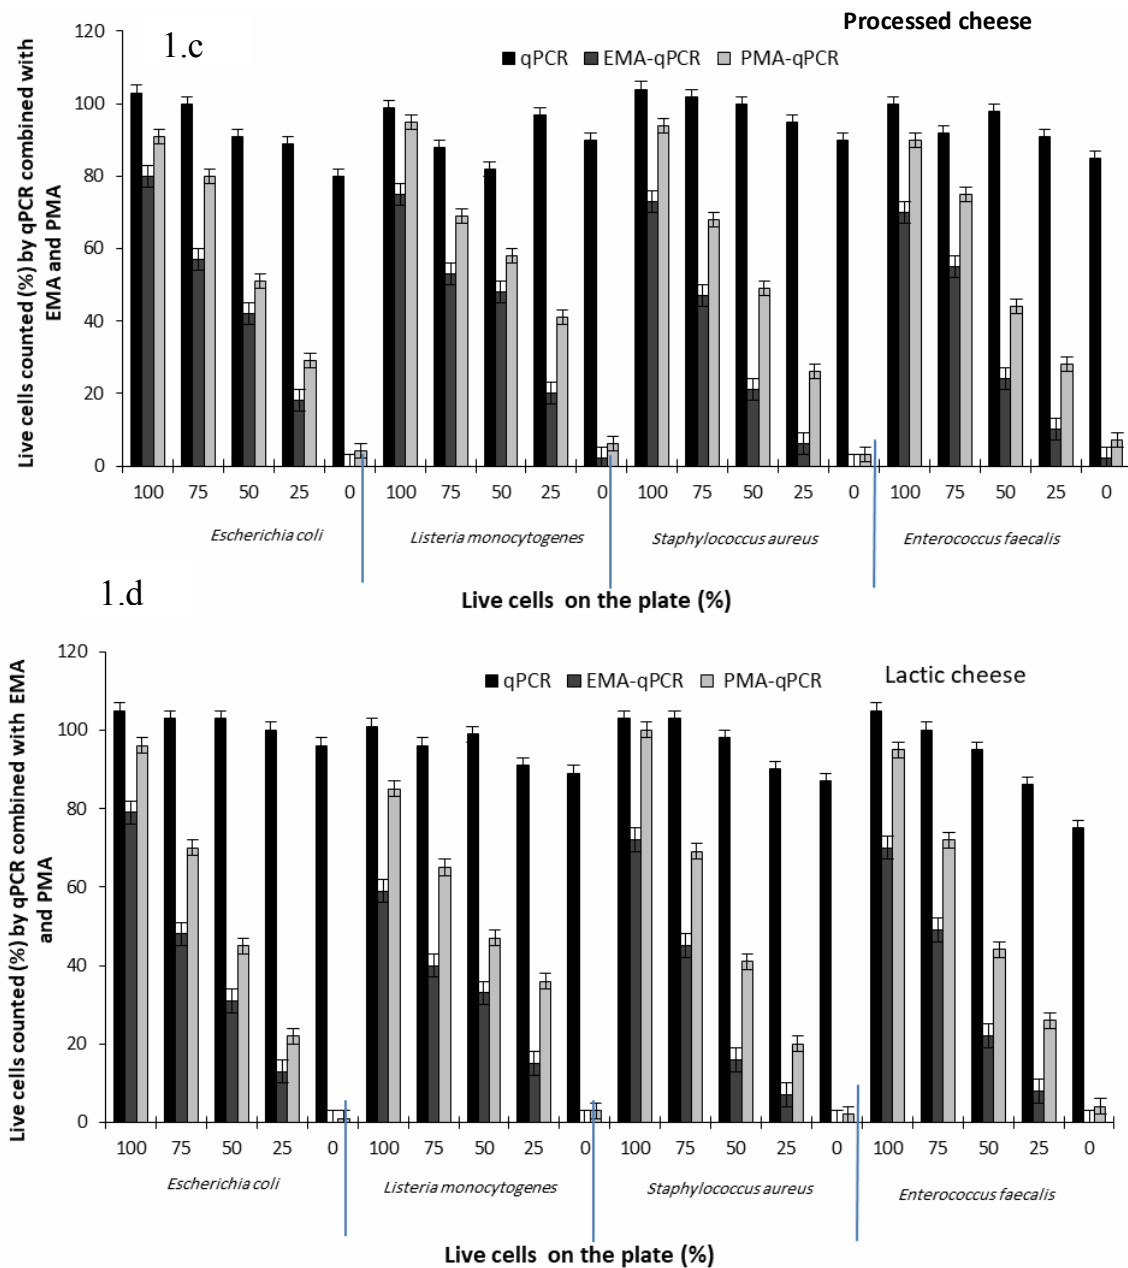 Processed cheese
1.c
qPCR EMA-qPCR PMA-qPCR
Live cells counted (%) by qPCR combined with
EMA and PMA
120
100
80
60
40
20
0
100 75 50 25 0 100 75 50 25 0 100 75 50 25 0 100 75 50 25 0
Escherichia coli Listeria monocytogenes Staphylococcus aureus Enterococcus faecalis
Live cells on the plate (%)
1.d
Lactic cheese
qPCR EMA-qPCR PMA-qPCR
Live cells counted (%) by qPCR combined with EMA
and PMA
120
100
80
60
40
20
0
100 75 50 25 0 100 75 50 25 0 100 75 50 25 0 100 75 50 25 0
Escherichia coli Listeria monocytogenes Staphylococcus aureus Enterococcus faecalis
Live cells on the plate (%)